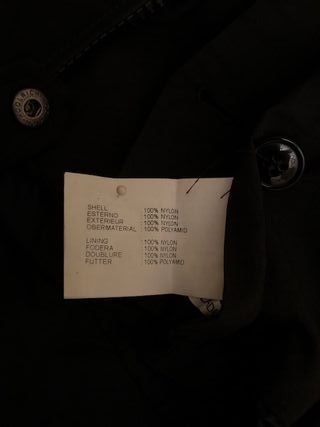 SHELL : 100% NYLON
ESTERNO : 100% NYLON
EXTERIEUR : 100% NYLON
OBERMATERIAL : 100% POLYAMID
LINING : 100% NYLON
FODERA : 100% NYLON
DOUBLURE : 100% NYLON
FUTTER : 100% POLYAMID